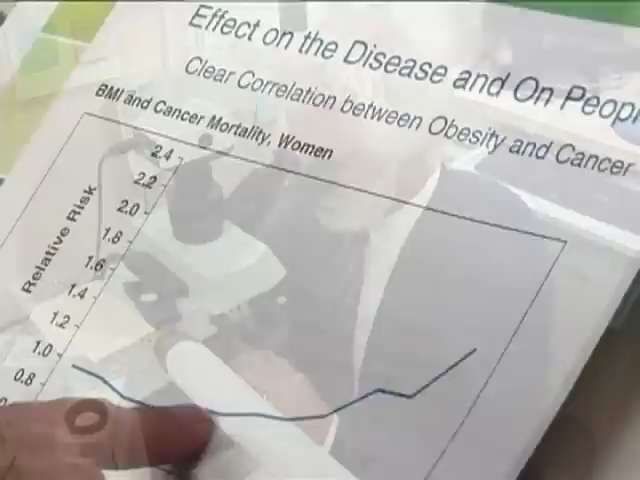 Effect on the Disease and On Peopl
Clear Correlation between Obesity and Cancer
BMI and Cancer Mortality, Women
Relative Risk
2.4
2.2
2.0
1.8
1.6
1.4
1.2
1.0
0.8